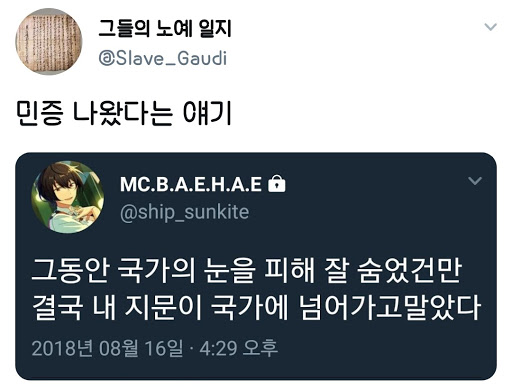 그들의 노예 일지
@Slave_Gaudi
민증 나왔다는 얘기
MC.B.A.E.H.A.E
@ship_sunkite
그동안 국가의 눈을 피해 잘 숨었건만
결국 내 지문이 국가에 넘어가고말았다
2018년 08월 16일 · 4:29 오후